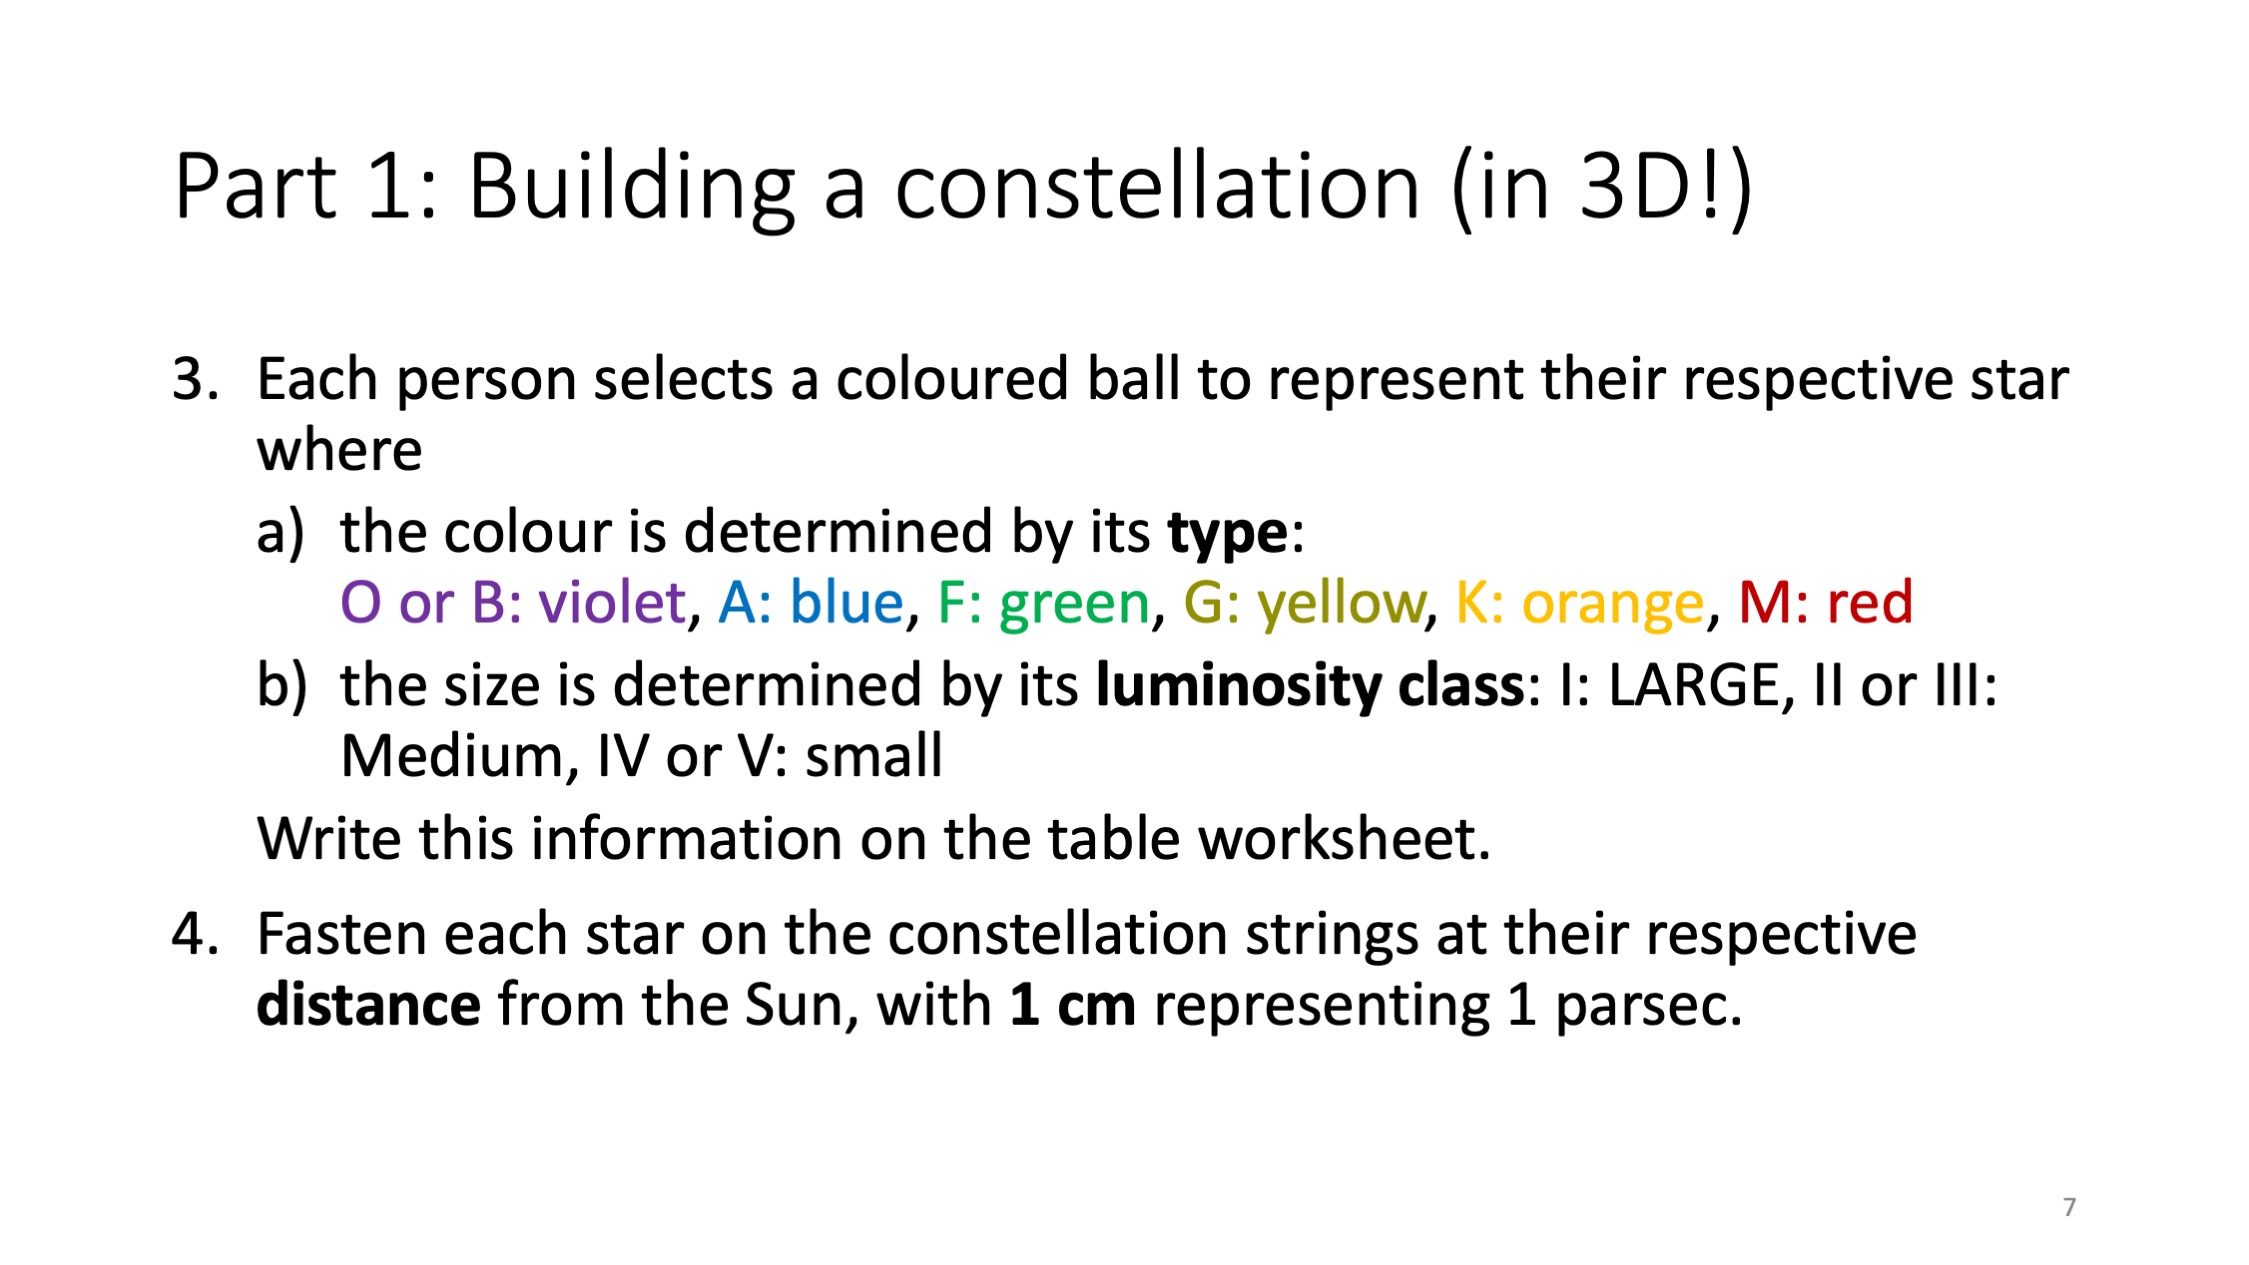 Part 1: Building a constellation (in 3D!)
3. Each person selects a coloured ball to represent their respective star
where
a) the colour is determined by its type:
O or B: violet, A: blue, F: green, G: yellow, K: orange, M: red
b) the size is determined by its luminosity class: I: LARGE, II or III:
Medium, IV or V: small
Write this information on the table worksheet.
4. Fasten each star on the constellation strings at their respective
distance from the Sun, with 1 cm representing 1 parsec.
7